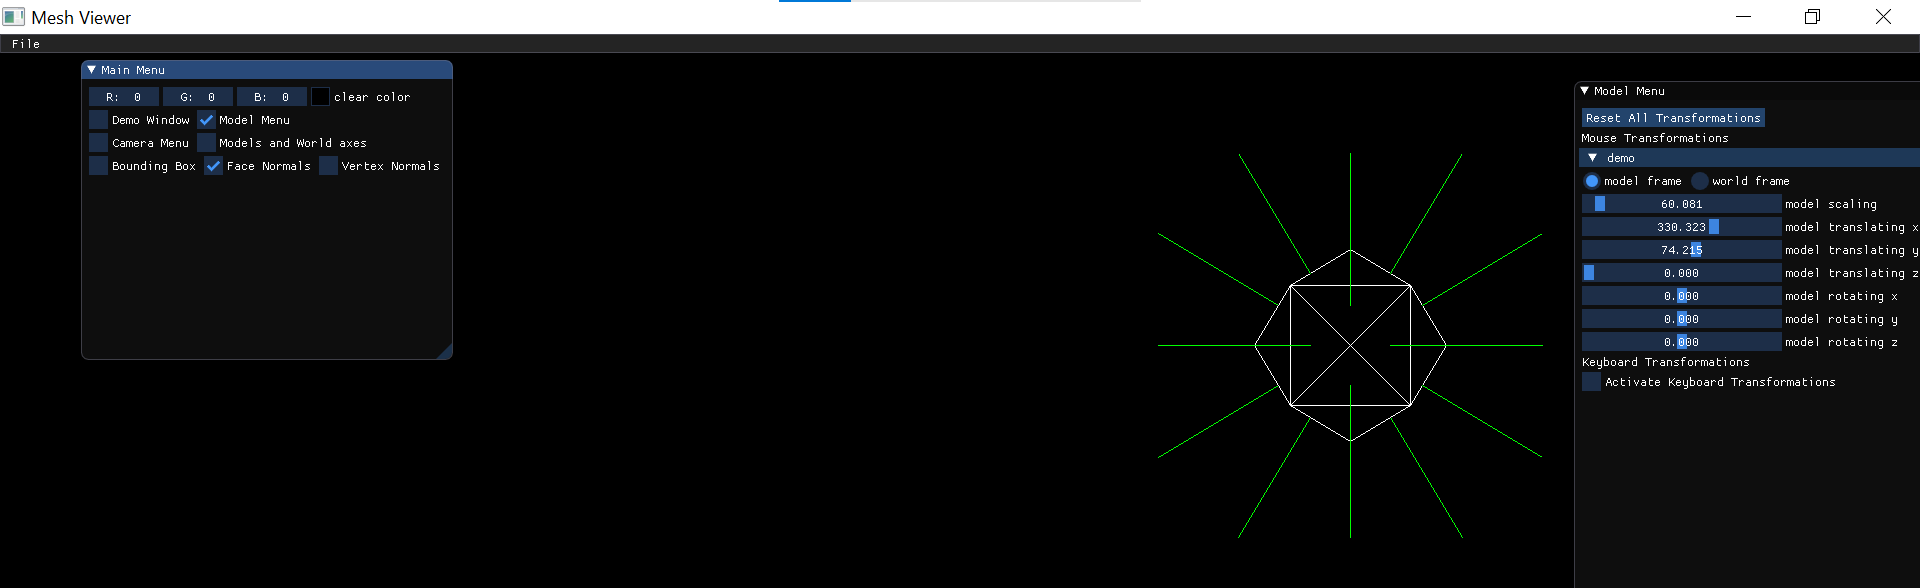 Mesh Viewer
File
Main Menu
R: 0 G: 0 B: 0 clear color
Demo Window Model Menu
Camera Menu Models and World axes
Bounding Box Face Normals Vertex Normals
Model Menu
Reset All Transformations
Mouse Transformations
demo
model frame world frame
60.081 model scaling
330.323 model translating x
74.215 model translating y
0.000 model translating z
0.000 model rotating x
0.000 model rotating y
0.000 model rotating z
Keyboard Transformations
Activate Keyboard Transformations